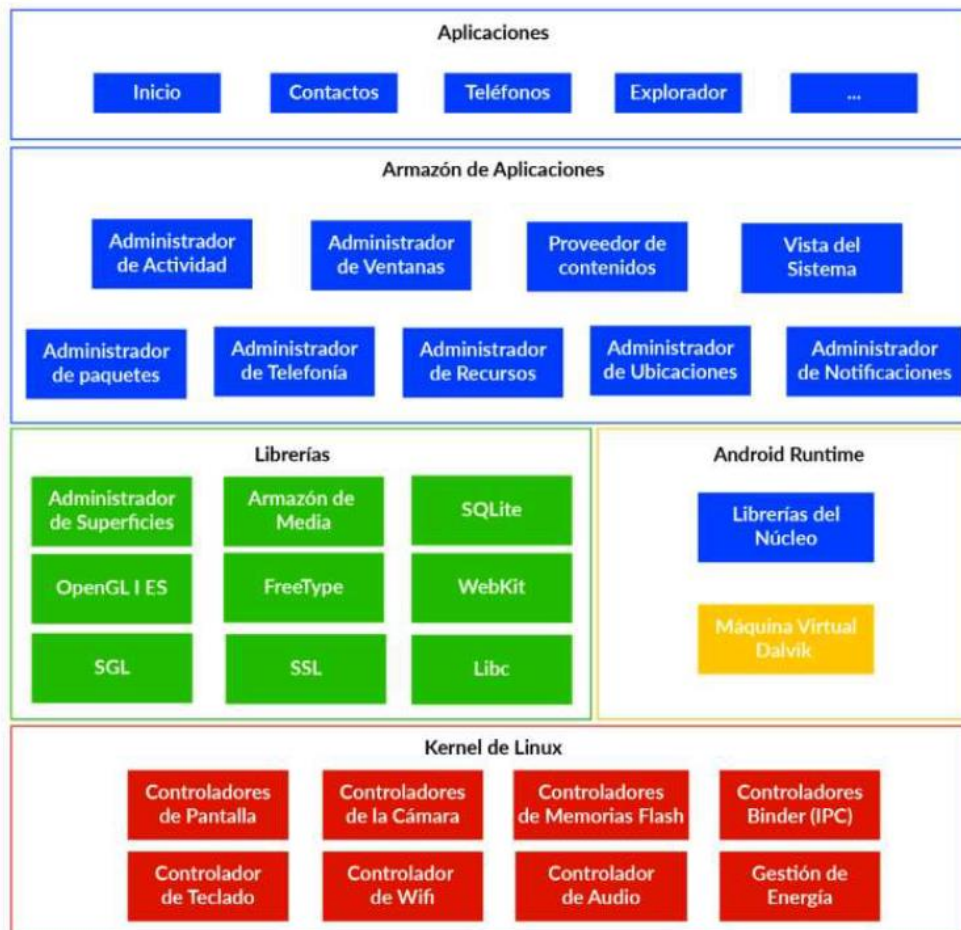 Aplicaciones
Inicio
Contactos
Teléfonos
Explorador
...
Armazón de Aplicaciones
Administrador
de Actividad
Administrador
de Ventanas
Proveedor de
contenidos
Vista del
Sistema
Administrador
de paquetes
Administrador
de Telefonía
Administrador
de Recursos
Administrador
de Ubicaciones
Administrador
de Notificaciones
Librerías
Administrador
de Superficies
Armazón de
Media
SQLite
OpenGL I ES
FreeType
WebKit
SGL
SSL
Libc
Android Runtime
Librerías del
Núcleo
Máquina Virtual
Dalvik
Kernel de Linux
Controladores
de Pantalla
Controladores
de la Cámara
Controladores
de Memorias Flash
Controladores
Binder (IPC)
Controlador
de Teclado
Controlador
de Wifi
Controlador
de Audio
Gestión de
Energía